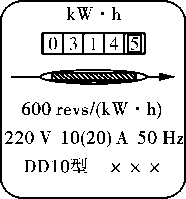 kW·h
03145
600 revs/(kW·h)
220 V 10(20) A 50 Hz
DD10型 ×××